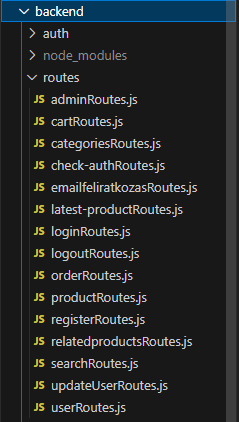 backend
auth
node_modules
routes
JS adminRoutes.js
JS cartRoutes.js
JS categoriesRoutes.js
JS check-authRoutes.js
JS emailfeliratkozasRoutes.js
JS latest-productRoutes.js
JS loginRoutes.js
JS logoutRoutes.js
JS orderRoutes.js
JS productRoutes.js
JS registerRoutes.js
JS relatedproductsRoutes.js
JS searchRoutes.js
JS updateUserRoutes.js
JS userRoutes.js